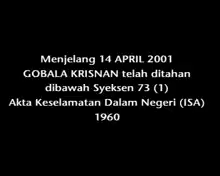 Menjelang 14 APRIL 2001
GOBALA KRISNAN telah ditahan
dibawah Syeksen 73 (1)
Akta Keselamatan Dalam Negeri (ISA)
1960